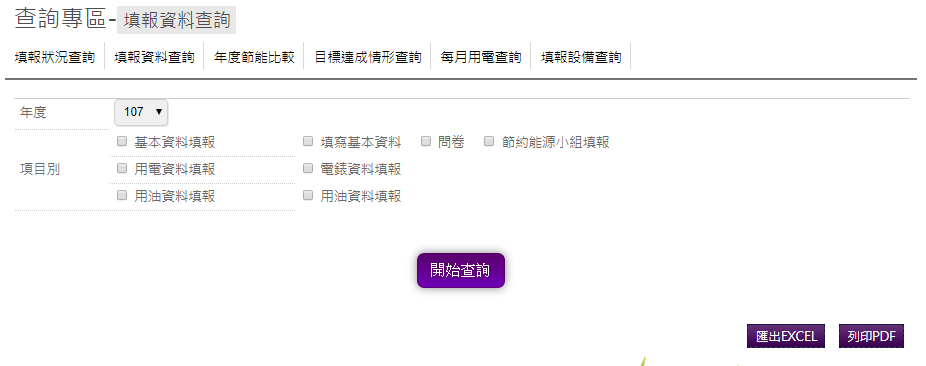 查詢專區-填報資料查詢
填報狀況查詢 填報資料查詢 年度節能比較 目標達成情形查詢 每月用電查詢 填報設備查詢
年度 107
基本資料填報 填寫基本資料 問卷 節約能源小組填報
項目別 用電資料填報 電錶資料填報
用油資料填報 用油資料填報
開始查詢
匯出EXCEL 列印PDF